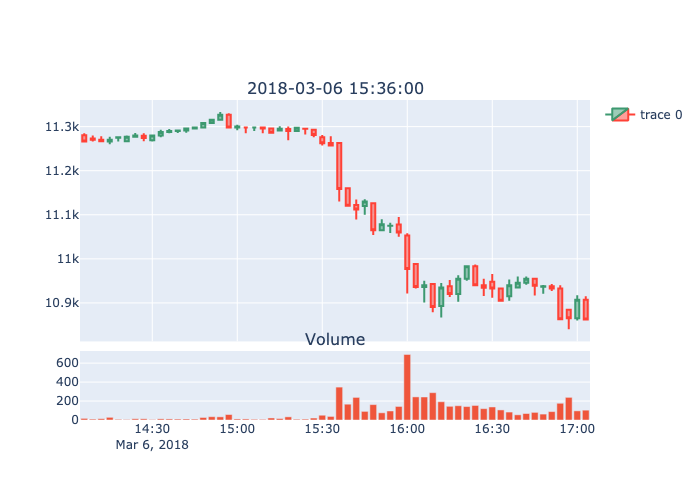 2018-03-06 15:36:00
trace 0
11.3k
11.2k
11.1k
11k
10.9k
Volume
600
400
200
0
14:30
15:00
15:30
16:00
16:30
17:00
Mar 6, 2018